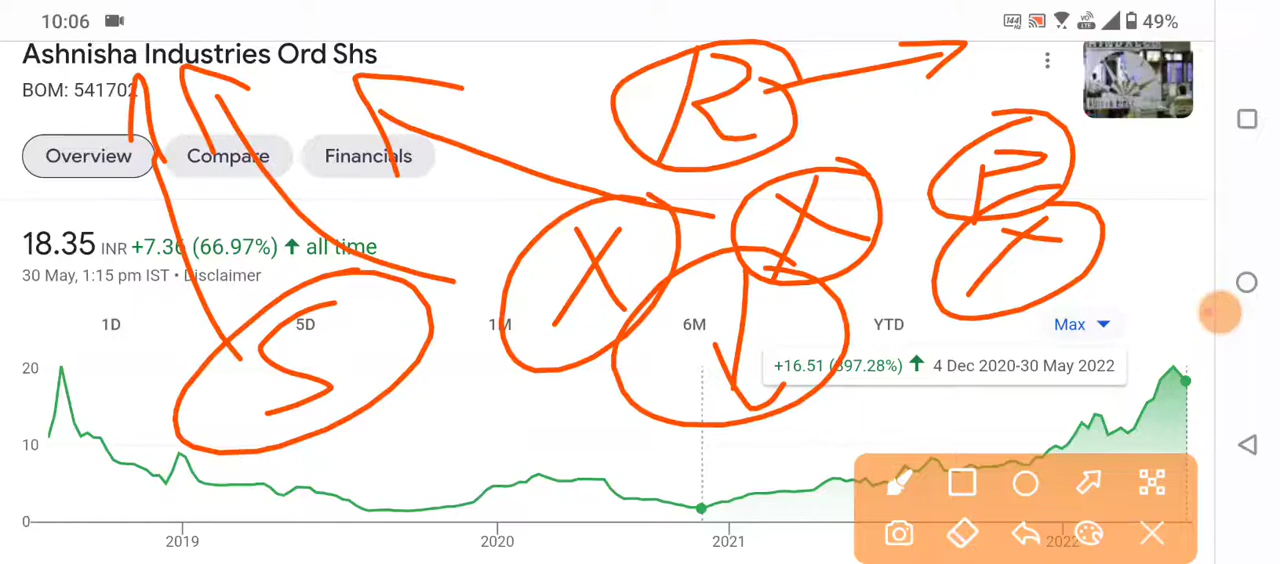 10:06 49%
Ashnisha Industries Ord Shs
BOM: 541702
Overview Compare Financials
18.35 INR +7.36 (66.97%) ↑ all time
30 May, 1:15 pm IST • Disclaimer
1D 5D 1M 6M YTD Max
+16.51 (897.28%) ↑ 4 Dec 2020-30 May 2022
20
10
0
2019 2020 2021 2022
R
X X
S